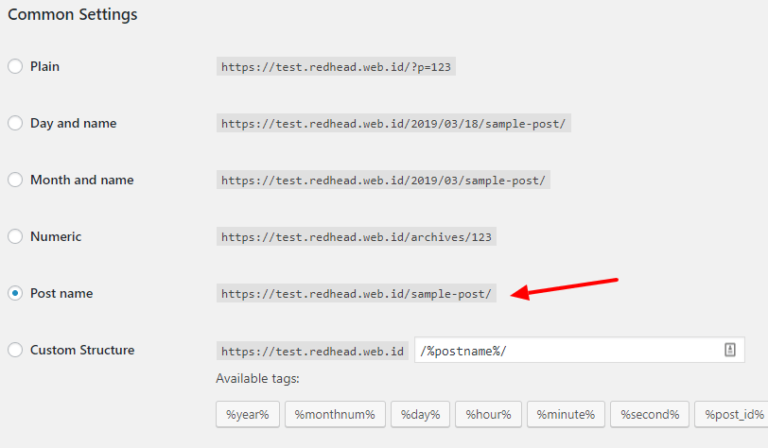 Common Settings
Plain https://test.redhead.web.id/?p=123
Day and name https://test.redhead.web.id/2019/03/18/sample-post/
Month and name https://test.redhead.web.id/2019/03/sample-post/
Numeric https://test.redhead.web.id/archives/123
Post name https://test.redhead.web.id/sample-post/
Custom Structure https://test.redhead.web.id /%postname%/
Available tags:
%year% %monthnum% %day% %hour% %minute% %second% %post_id%